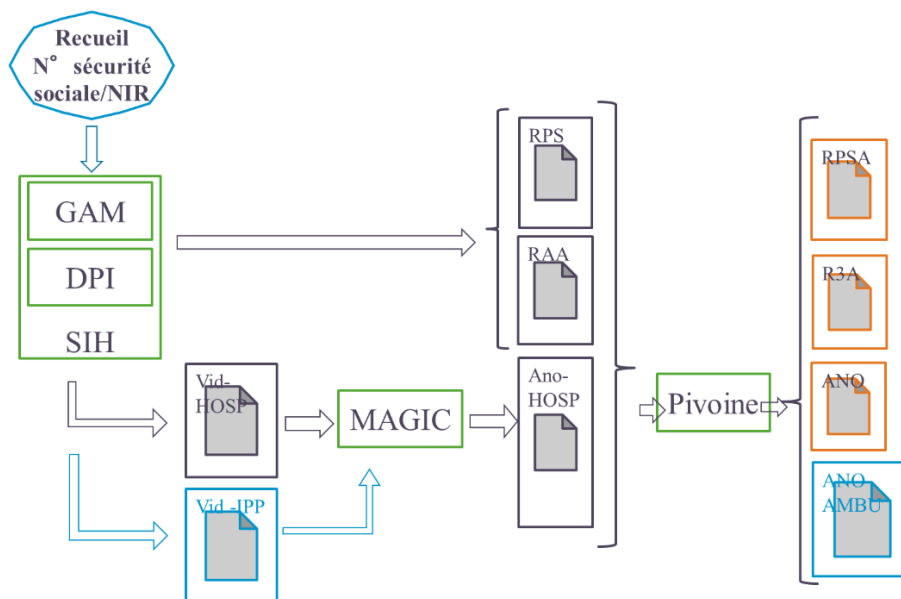 Recueil
N° sécurité
sociale/NIR
GAM
DPI
SIH
RPS
RAA
Vid-
HOSP
MAGIC
Ano-
HOSP
Vid -IPP
Pivoine
RPSA
R3A
ANO
ANO
AMBU